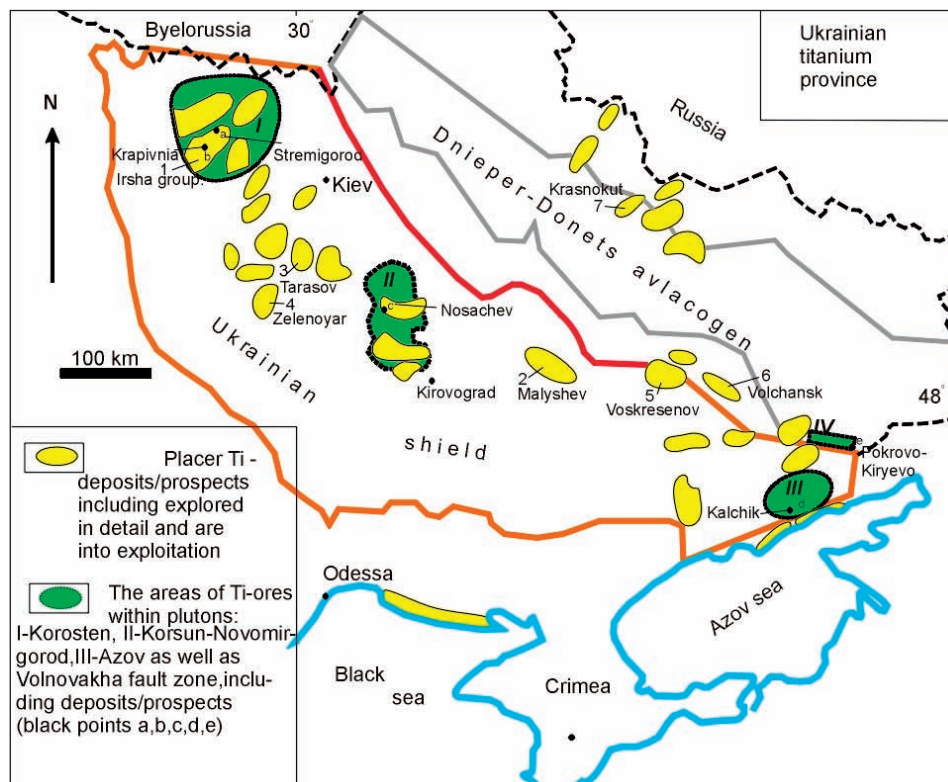 Byelorussia
30°
Ukrainian
titanium
province
N
Russia
I
a
b
Krapivnia
Stremigorod
1
Irsha group.
Kiev
Dnieper-Donets avlacogen
Krasnokut
7
3
Tarasov
4
Zelenoyar
II
c
Nosachev
100 km
Ukrainian
shield
Kirovograd
2
Malyshev
5
Voskresenov
6
Volchansk
48°
IV
e
Pokrovo-
Kiryevo
III
Kalchik
d
Placer Ti -
deposits/prospects
including explored
in detail and are
into exploitation
The areas of Ti-ores
within plutons:
I-Korosten, II-Korsun-Novomir-
gorod,III-Azov as well as
Volnovakha fault zone,inclu-
ding deposits/prospects
(black points a,b,c,d,e)
Odessa
Black
sea
Crimea
Azov sea